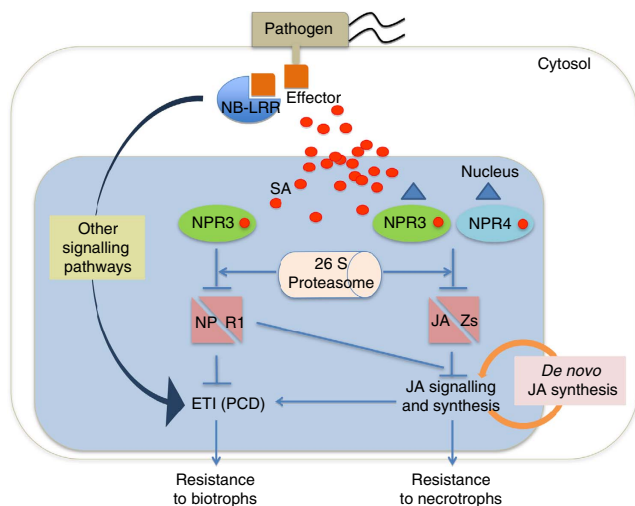 Pathogen
Cytosol
Effector
NB-LRR
Nucleus
SA
NPR3
NPR3
NPR4
Other
signalling
pathways
26 S
Proteasome
NP R1
JA Zs
De novo
JA synthesis
ETI (PCD)
JA signalling
and synthesis
Resistance
to biotrophs
Resistance
to necrotrophs